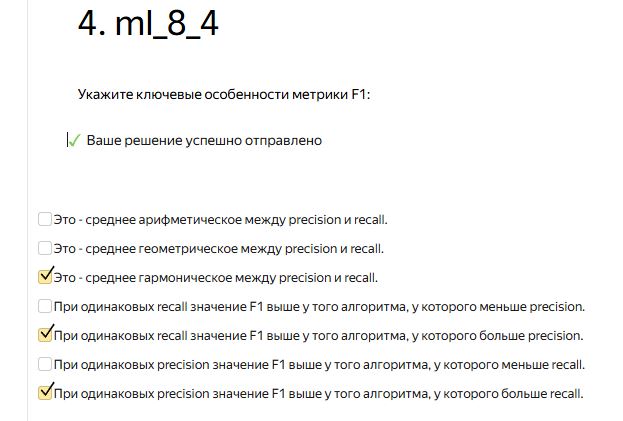 4. ml_8_4
Укажите ключевые особенности метрики F1:
Ваше решение успешно отправлено
Это - среднее арифметическое между precision и recall.
Это - среднее геометрическое между precision и recall.
Это - среднее гармоническое между precision и recall.
При одинаковых recall значение F1 выше у того алгоритма, у которого меньше precision.
При одинаковых recall значение F1 выше у того алгоритма, у которого больше precision.
При одинаковых precision значение F1 выше у того алгоритма, у которого меньше recall.
При одинаковых precision значение F1 выше у того алгоритма, у которого больше recall.